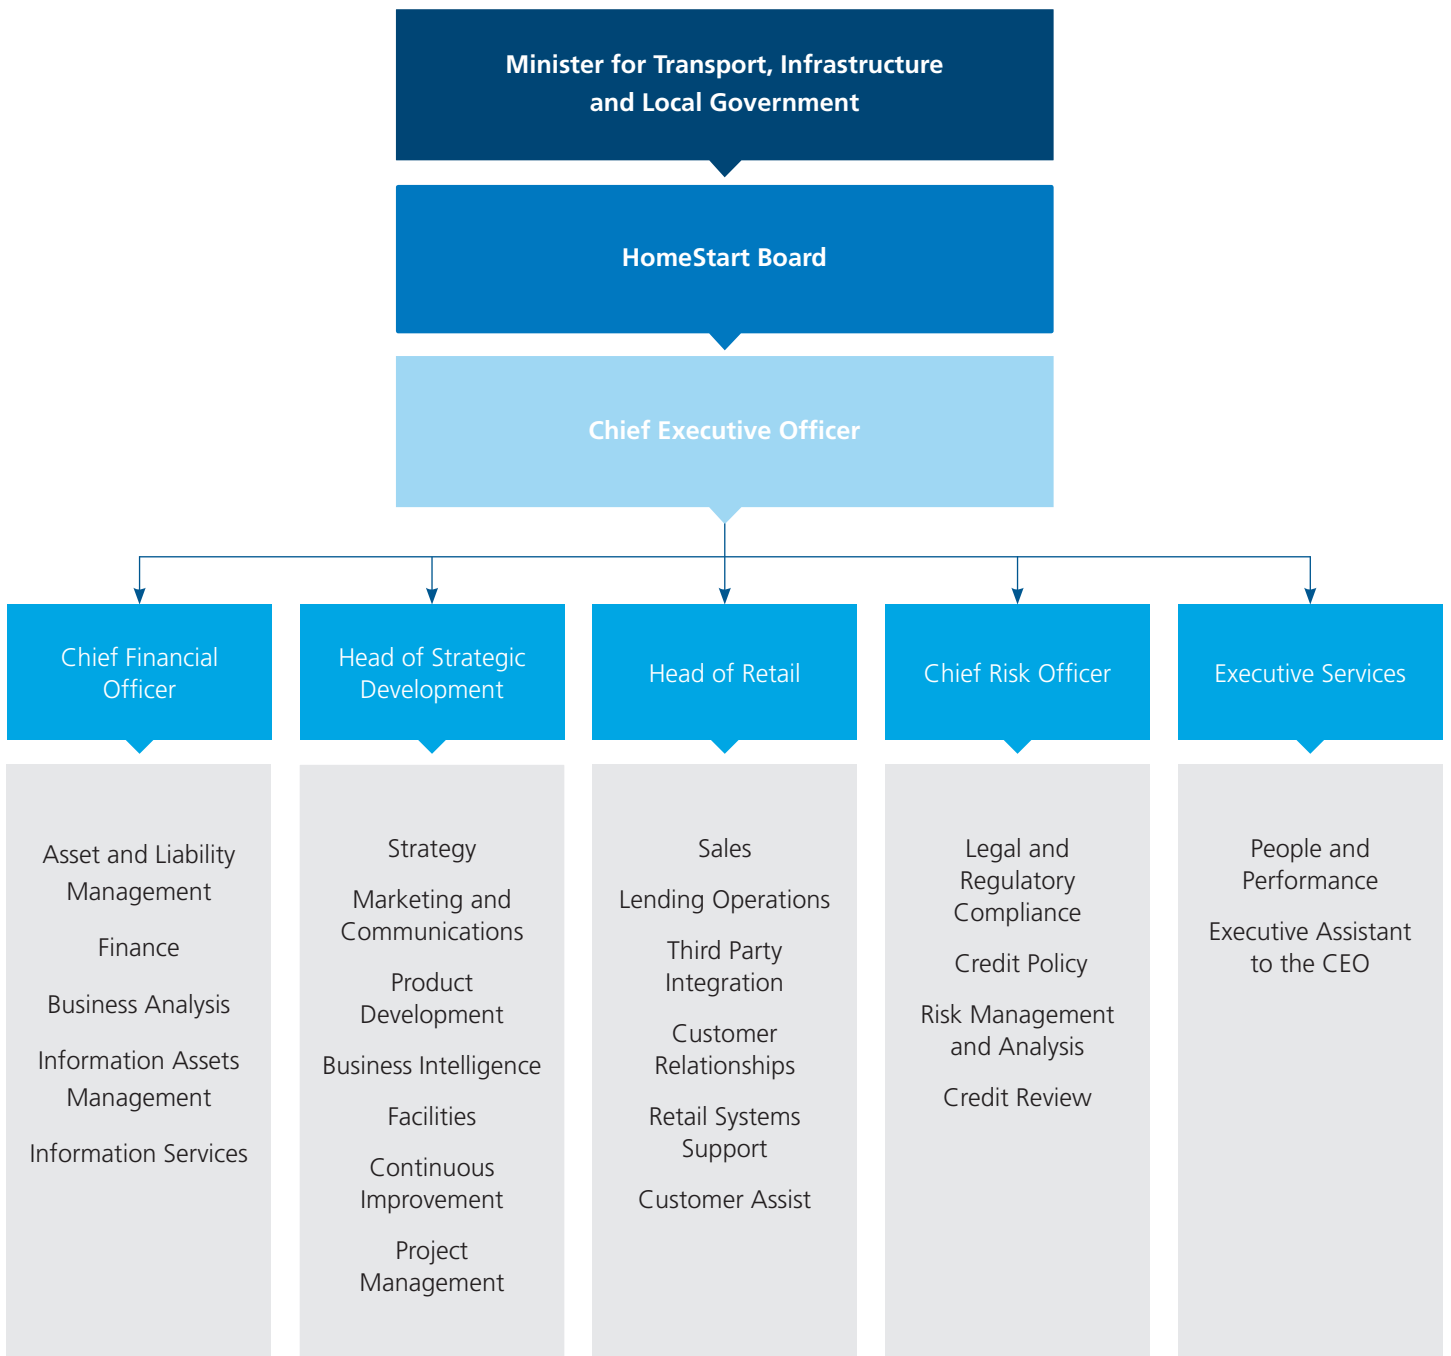 Minister for Transport, Infrastructure
and Local Government
HomeStart Board
Chief Executive Officer
Chief Financial
Officer
Head of Strategic
Development
Head of Retail
Chief Risk Officer
Executive Services
Asset and Liability
Management
Finance
Business Analysis
Information Assets
Management
Information Services
Strategy
Marketing and
Communications
Product
Development
Business Intelligence
Facilities
Continuous
Improvement
Project
Management
Sales
Lending Operations
Third Party
Integration
Customer
Relationships
Retail Systems
Support
Customer Assist
Legal and
Regulatory
Compliance
Credit Policy
Risk Management
and Analysis
Credit Review
People and
Performance
Executive Assistant
to the CEO